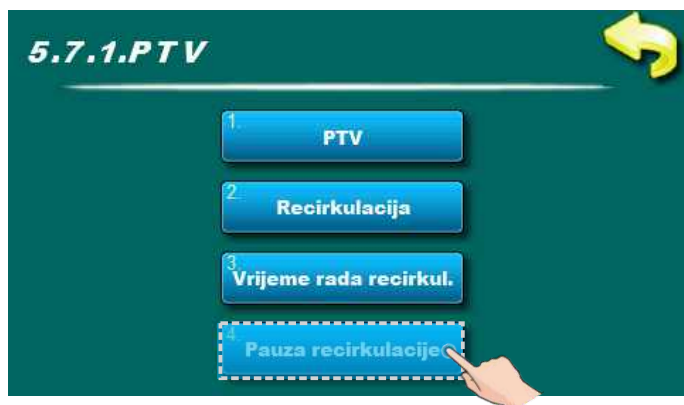 5.7.1.PTV
1.
PTV
2.
Recirkulacija
3.
Vrijeme rada recirkul.
4.
Pauza recirkulacije